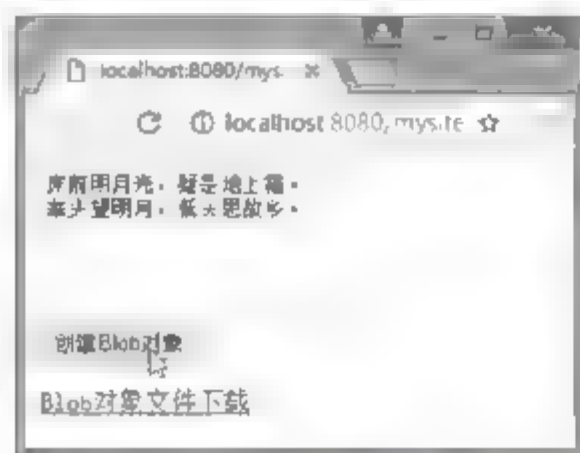 localhost:8080/mys
localhost:8080/mysite
床前明月光,疑是地上霜。
举头望明月,低头思故乡。
创建Blob对象
Blob对象文件下载